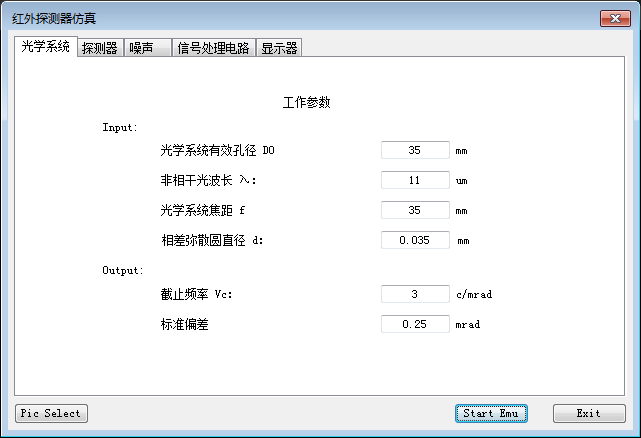 红外探测器仿真
光学系统 探测器 噪声 信号处理电路 显示器
工作参数
Input:
光学系统有效孔径 D0 35 mm
非相干光波长 λ: 11 um
光学系统焦距 f 35 mm
相差弥散圆直径 d: 0.035 mm
Output:
截止频率 Vc: 3 c/mrad
标准偏差 0.25 mrad
Pic Select Start Emu Exit